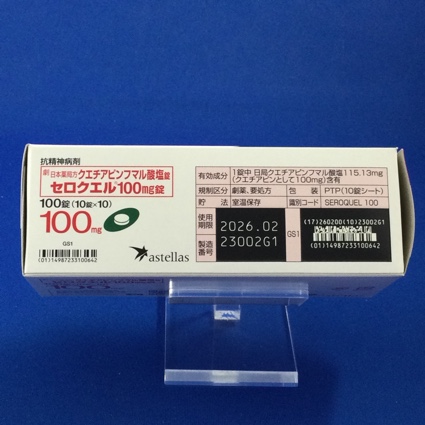 抗精神病剤
劇 日本薬局方 クエチアピンフマル酸塩錠
セロクエル®100mg錠
100錠(10錠×10)
100mg
GS1
(01)14987233100642
astellas
有効成分 1錠中 日局クエチアピンフマル酸塩115.13mg
(クエチアピンとして100mg)含有
規制区分 劇薬、処方 包装 PTP(10錠シート)
貯法 室温保存 識別コード SEROQUEL 100
使用期限 2026.02
製造番号 23002G1
GS1
(17)260200(10)23002G1
(01)14987233100642